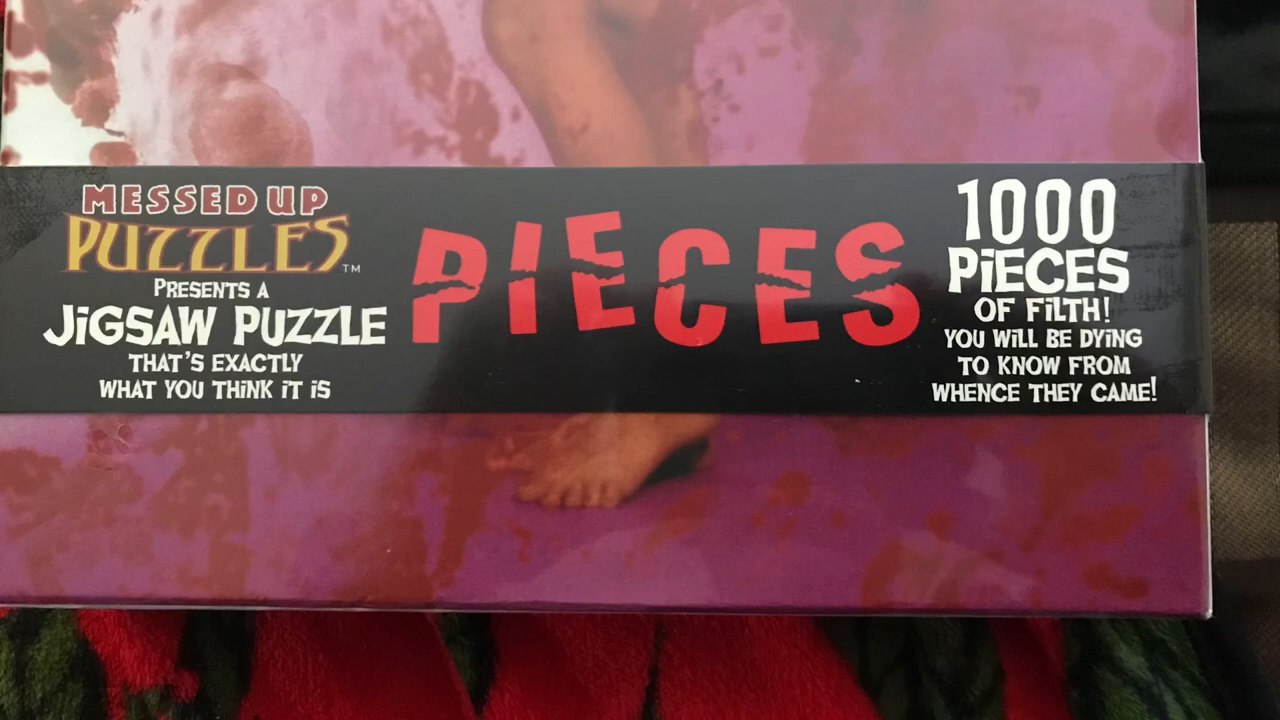 MESSED UP
PUZZLES™
PRESENTS A
JiGSAW PUZZLE
THAT'S EXACTLY
WHAT YOU THiNK iT iS
PIECES
1000
PiECES
OF FiLTH!
YOU WiLL BE DYiNG
TO KNOW FROM
WHENCE THEY CAME!